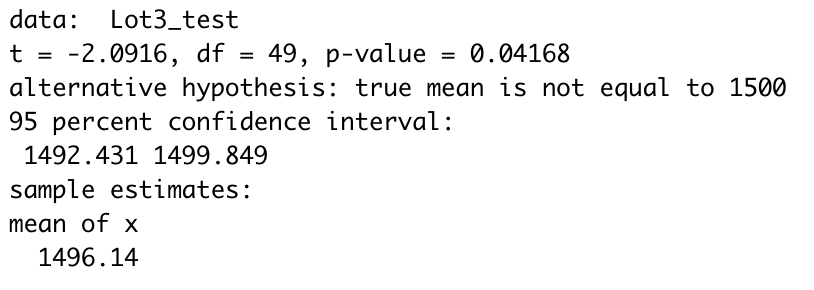 data:  Lot3_test
t = -2.0916, df = 49, p-value = 0.04168
alternative hypothesis: true mean is not equal to 1500
95 percent confidence interval:
 1492.431 1499.849
sample estimates:
mean of x
  1496.14